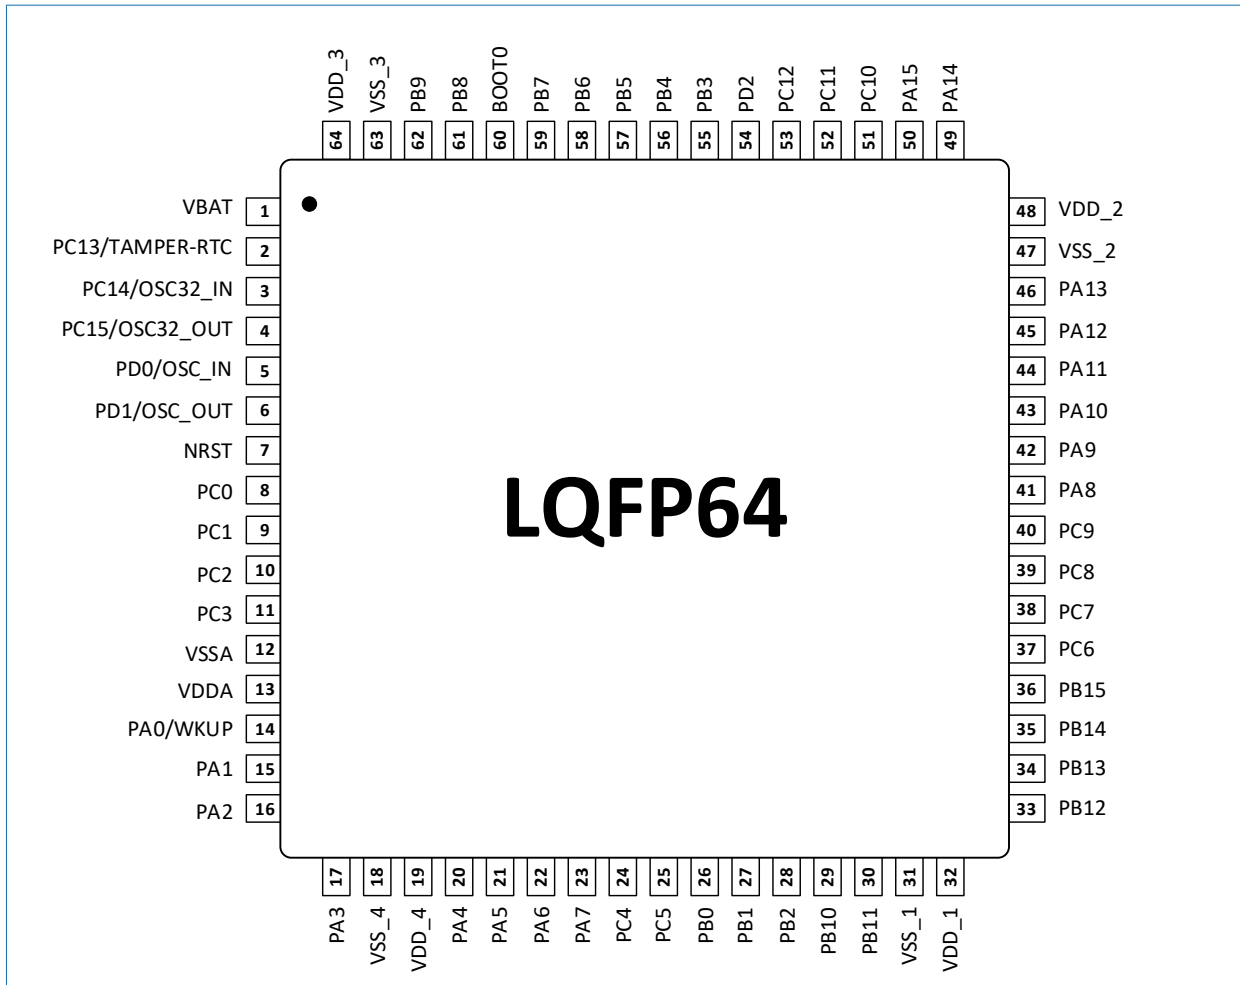 VDD_3 VSS_3 PB9 PB8 BOOT0 PB7 PB6 PB5 PB4 PB3 PD2 PC12 PC11 PC10 PA15 PA14
64 63 62 61 60 59 58 57 56 55 54 53 52 51 50 49
VBAT 1 48 VDD_2
PC13/TAMPER-RTC 2 47 VSS_2
PC14/OSC32_IN 3 46 PA13
PC15/OSC32_OUT 4 45 PA12
PD0/OSC_IN 5 44 PA11
PD1/OSC_OUT 6 43 PA10
NRST 7 42 PA9
PC0 8 41 PA8
LQFP64
PC1 9 40 PC9
PC2 10 39 PC8
PC3 11 38 PC7
VSSA 12 37 PC6
VDDA 13 36 PB15
PA0/WKUP 14 35 PB14
PA1 15 34 PB13
PA2 16 33 PB12
17 18 19 20 21 22 23 24 25 26 27 28 29 30 31 32
PA3 VSS_4 VDD_4 PA4 PA5 PA6 PA7 PC4 PC5 PB0 PB1 PB2 PB10 PB11 VSS_1 VDD_1